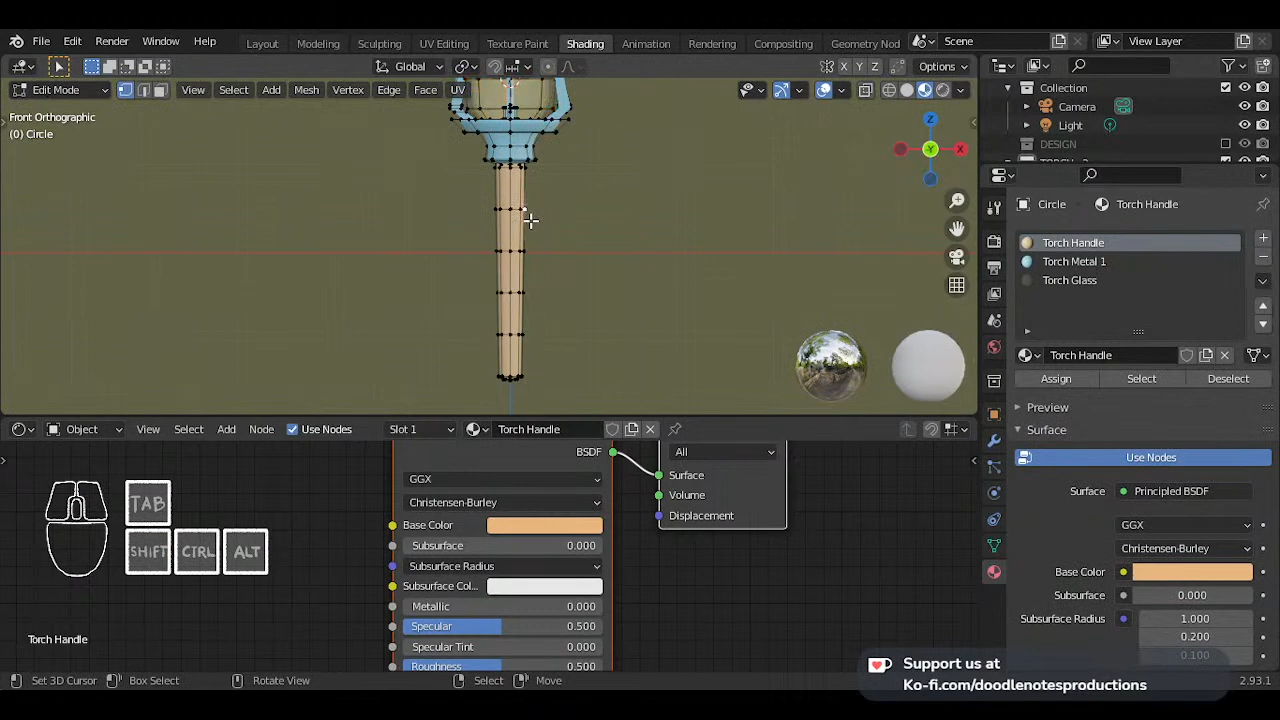 File Edit Render Window Help Layout Modeling Sculpting UV Editing Texture Paint Shading Animation Rendering Compositing Geometry Nod Scene View Layer
Global X Y Z Options
Edit Mode View Select Add Mesh Vertex Edge Face UV
Front Orthographic
(0) Circle
Z
X
Y
Collection
Camera
Light
DESIGN
Circle Torch Handle
Torch Handle
Torch Metal 1
Torch Glass
Torch Handle
Assign Select Deselect
Preview
Surface
Use Nodes
Surface Principled BSDF
GGX
Christensen-Burley
Base Color
Subsurface 0.000
Subsurface Radius 1.000
0.200
0.100
Object View Select Add Node Use Nodes Slot 1 Torch Handle
BSDF
GGX
Christensen-Burley
Base Color
Subsurface 0.000
Subsurface Radius
Subsurface Col...
Metallic 0.000
Specular 0.500
Specular Tint 0.000
Roughness 0.500
All
Surface
Volume
Displacement
TAB
SHIFT CTRL ALT
Torch Handle
Support us at
Ko-fi.com/doodlenotesproductions
Set 3D Cursor Box Select Rotate View Select Move 2.93.1